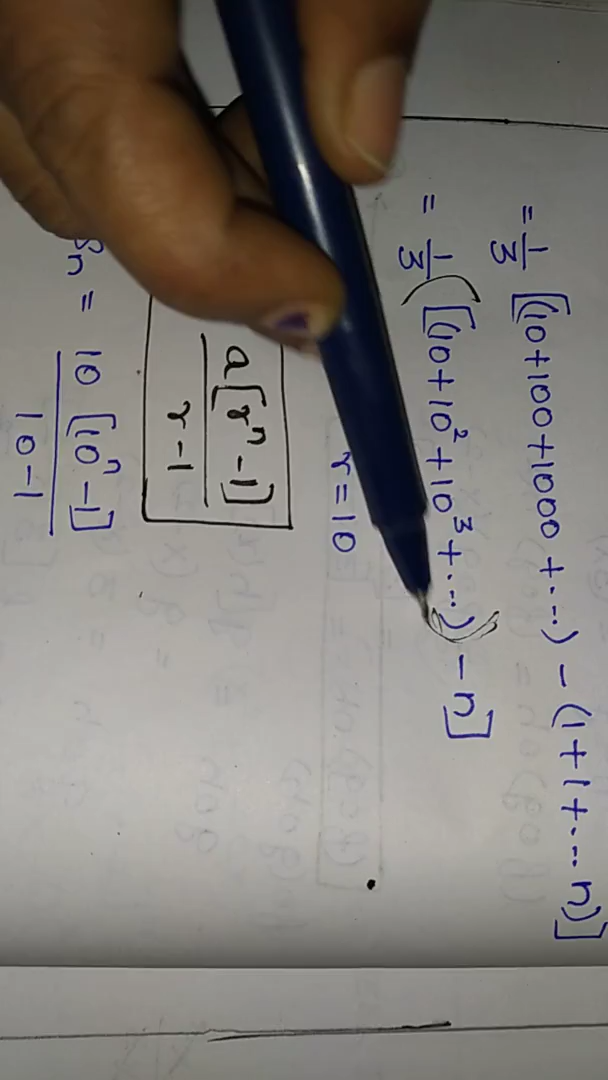 = 1/3 [(10+100+1000+...) - (1+1+... n)]
= 1/3 [(10+10²+10³+...) - n]
r = 10
a[rⁿ-1]/r-1
n = 10[10ⁿ-1]/10-1